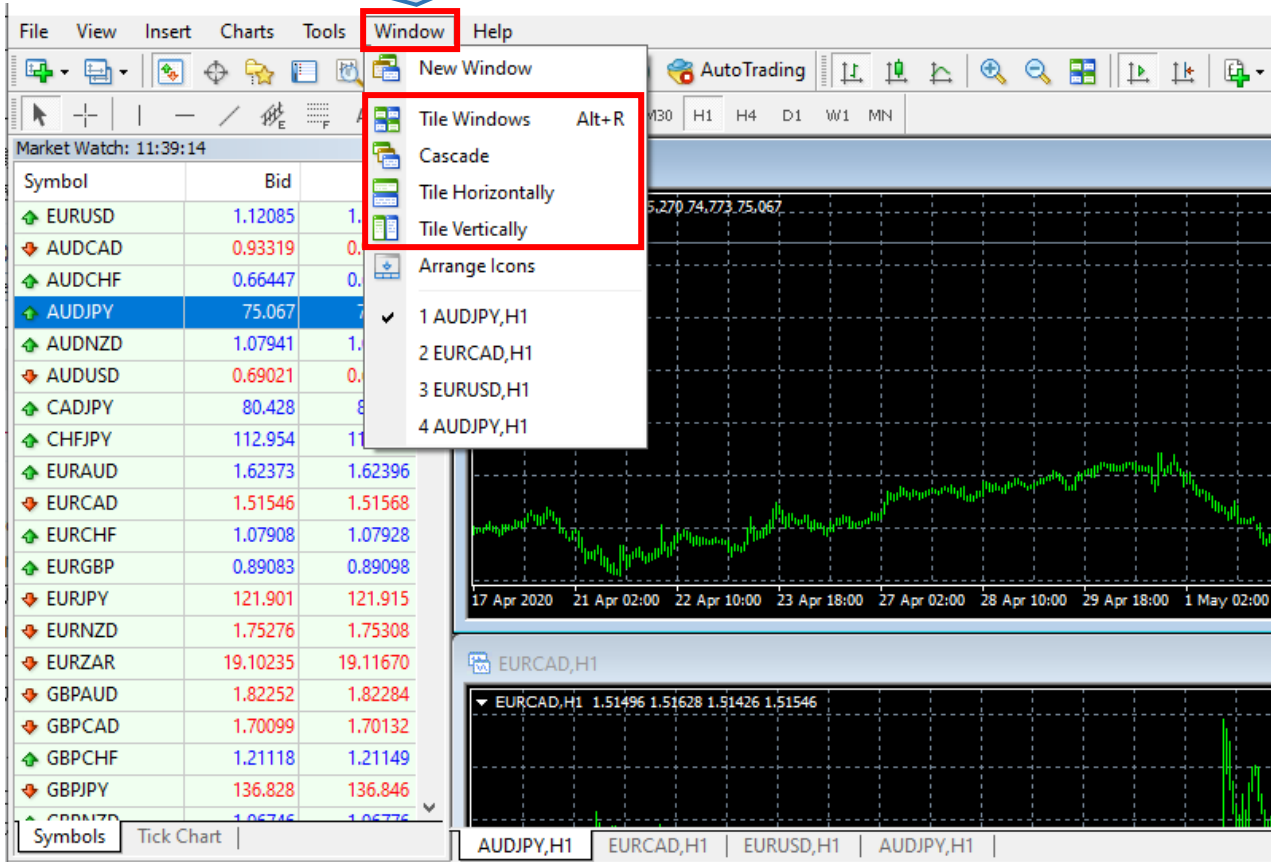 File View Insert Charts Tools Window Help
New Window
AutoTrading
Tile Windows Alt+R
Cascade
Tile Horizontally
Tile Vertically
Arrange Icons
1 AUDJPY,H1
2 EURCAD,H1
3 EURUSD,H1
4 AUDJPY,H1
E F
M30 H1 H4 D1 W1 MN
Market Watch: 11:39:14
Symbol Bid
EURUSD 1.12085
AUDCAD 0.93319
AUDCHF 0.66447
AUDJPY 75.067
AUDNZD 1.07941
AUDUSD 0.69021
CADJPY 80.428
CHFJPY 112.954
EURAUD 1.62373 1.62396
EURCAD 1.51546 1.51568
EURCHF 1.07908 1.07928
EURGBP 0.89083 0.89098
EURJPY 121.901 121.915
EURNZD 1.75276 1.75308
EURZAR 19.10235 19.11670
GBPAUD 1.82252 1.82284
GBPCAD 1.70099 1.70132
GBPCHF 1.21118 1.21149
GBPJPY 136.828 136.846
Symbols Tick Chart
74.773 75.067
17 Apr 2020 21 Apr 02:00 22 Apr 10:00 23 Apr 18:00 27 Apr 02:00 28 Apr 10:00 29 Apr 18:00 1 May 02:00
EURCAD,H1
EURCAD,H1 1.51496 1.51628 1.51426 1.51546
AUDJPY,H1 EURCAD,H1 EURUSD,H1 AUDJPY,H1